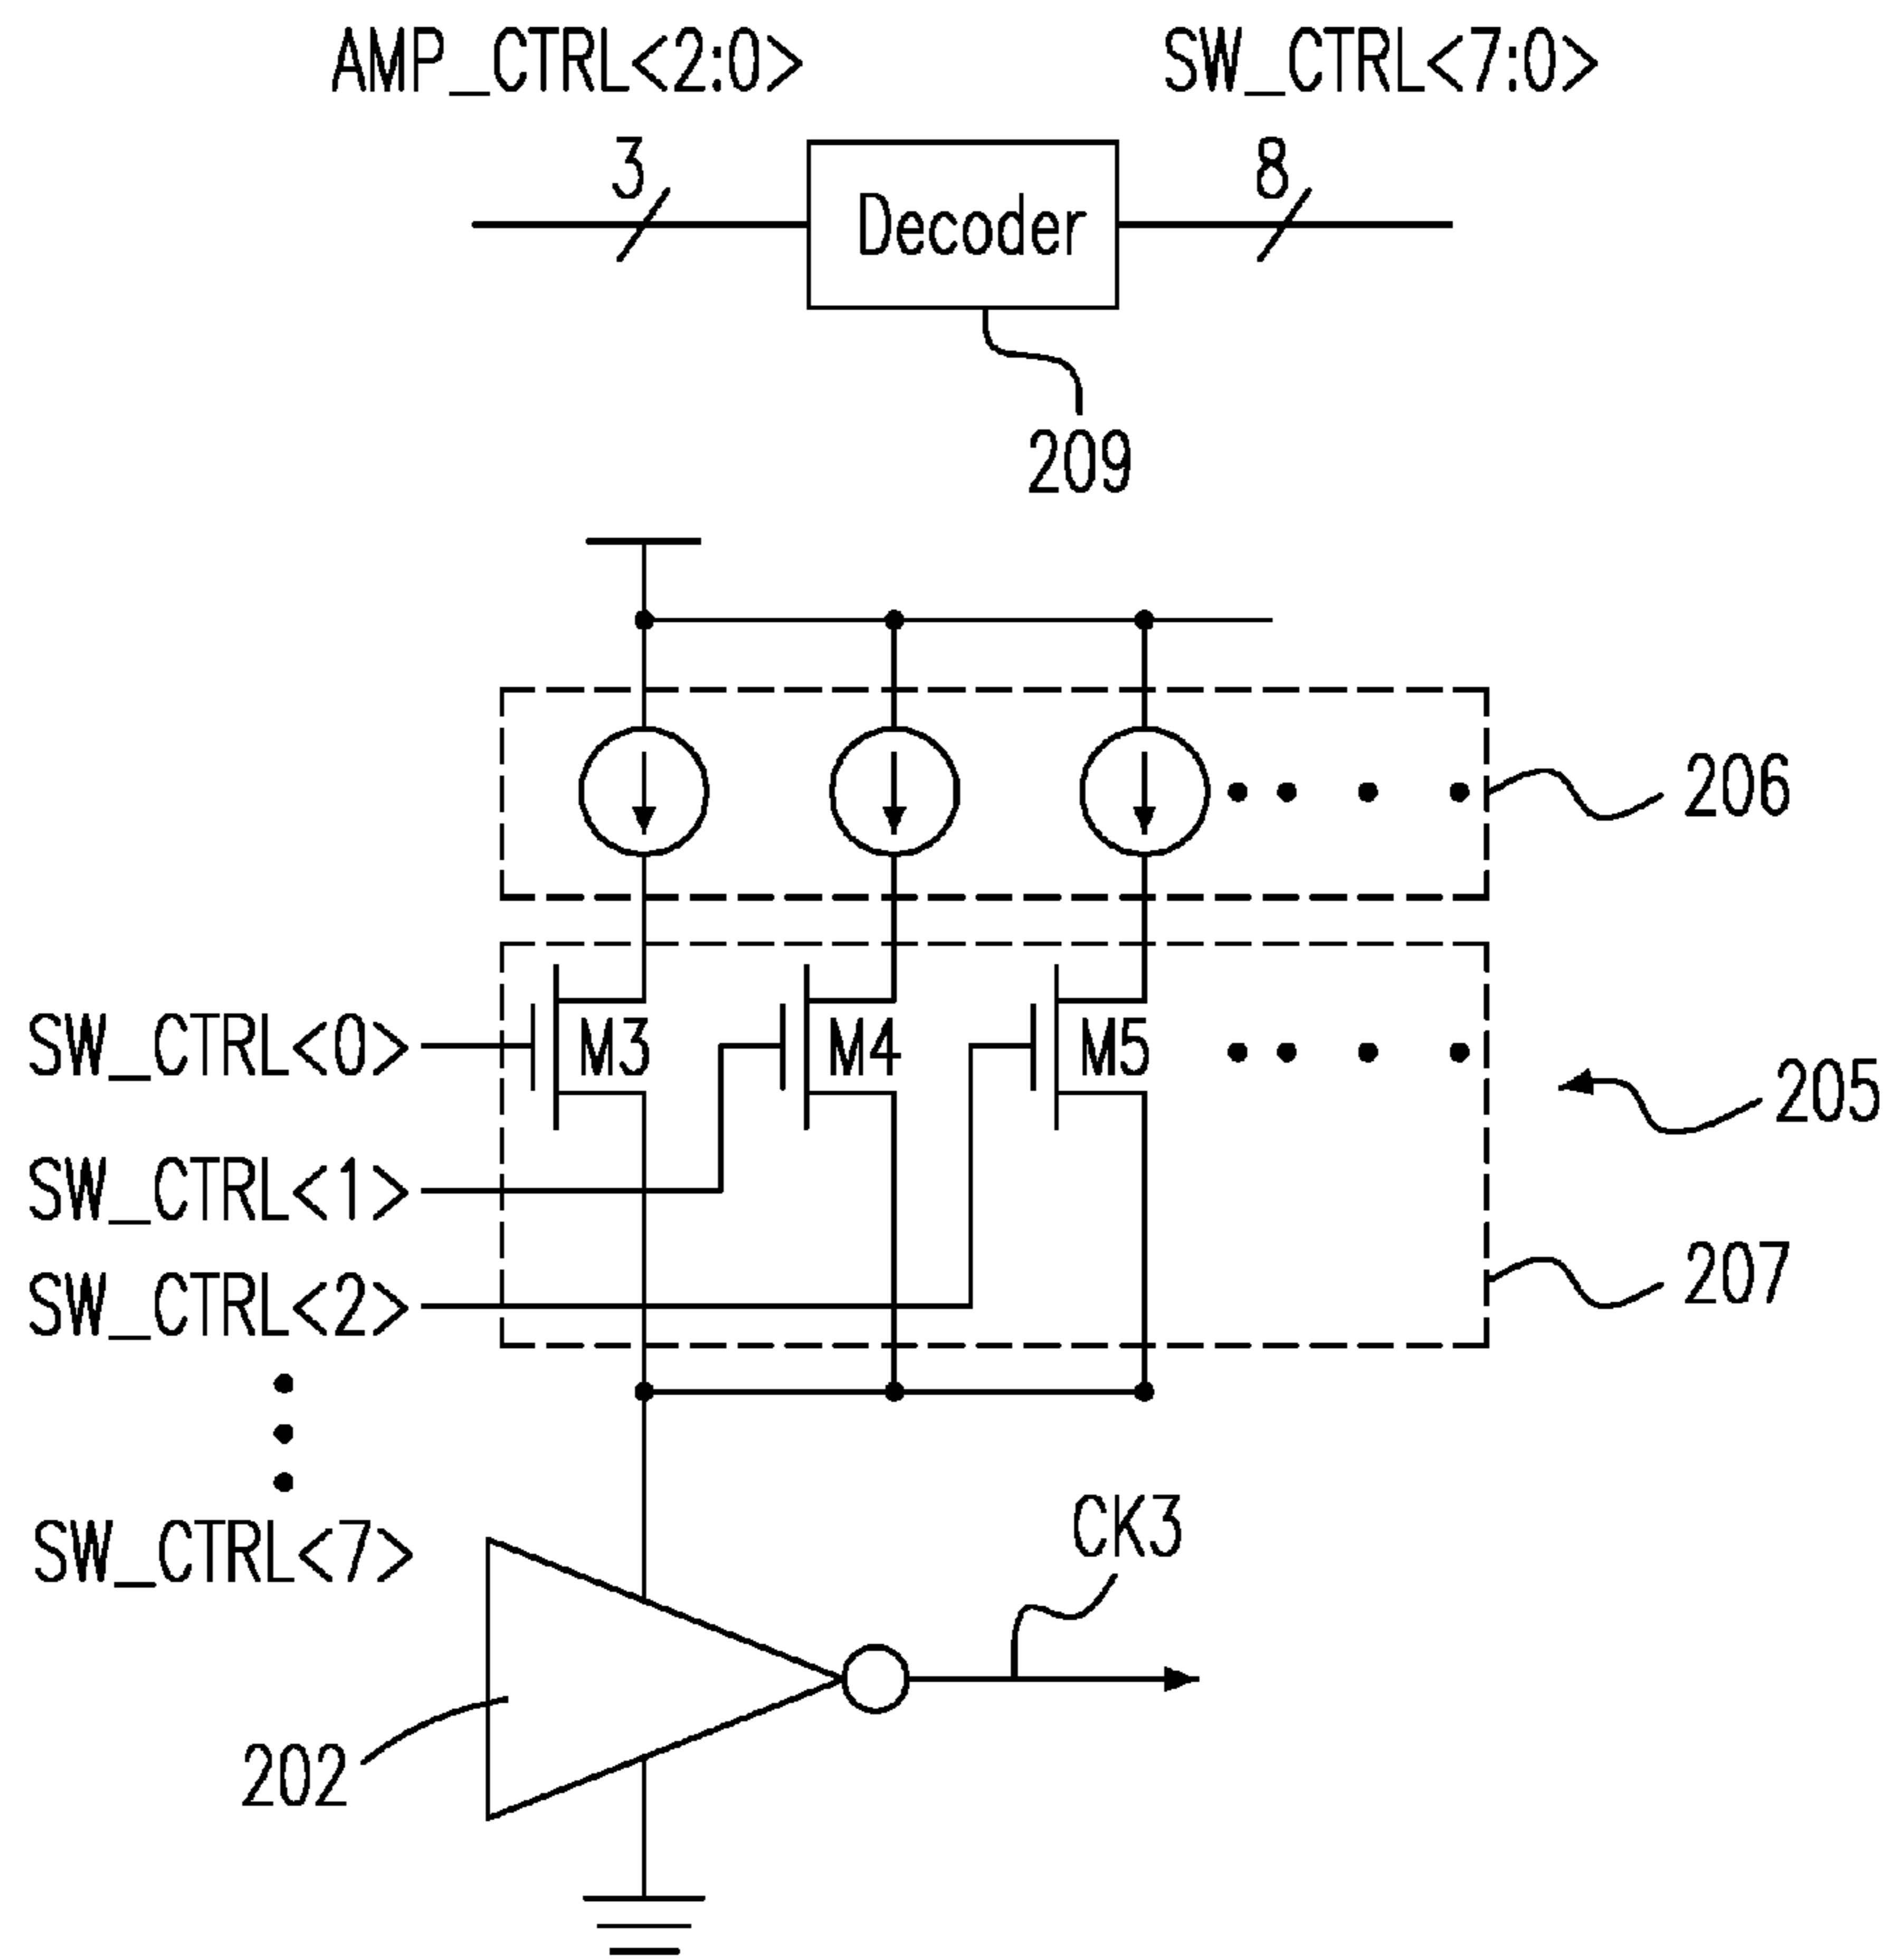 AMP_CTRL<2:0> SW_CTRL<7:0>
3 8
Decoder
209
206
SW_CTRL<0> M3 M4 M5
205
SW_CTRL<1>
207
SW_CTRL<2>
CK3
SW_CTRL<7>
202